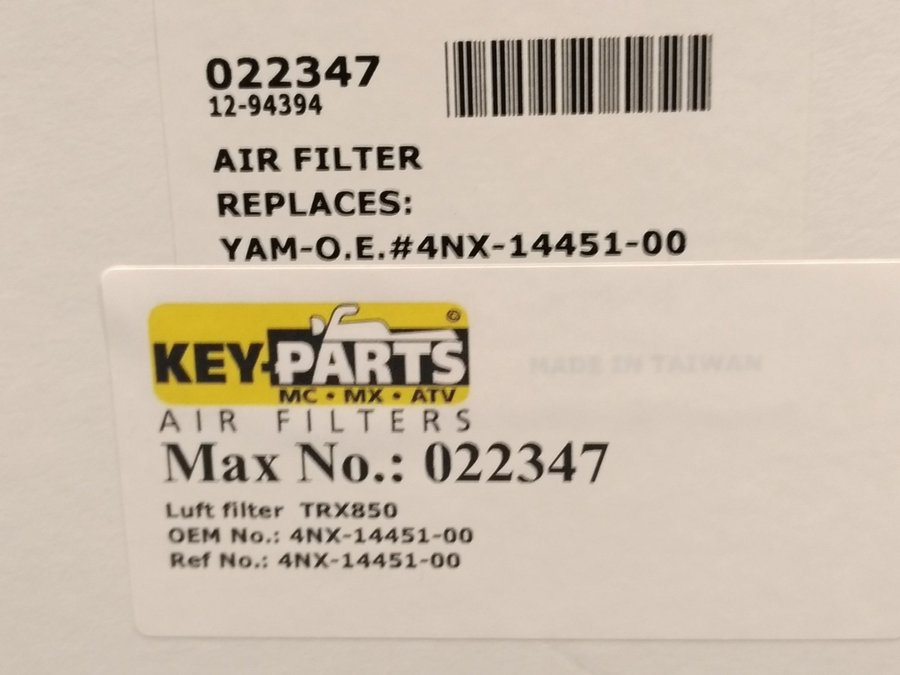 022347
12-94394
AIR FILTER
REPLACES:
YAM-O.E.#4NX-14451-00
KEY-PARTS ©
MC • MX • ATV
AIR FILTERS
MADE IN TAIWAN
Max No.: 022347
Luft filter TRX850
OEM No.: 4NX-14451-00
Ref No.: 4NX-14451-00